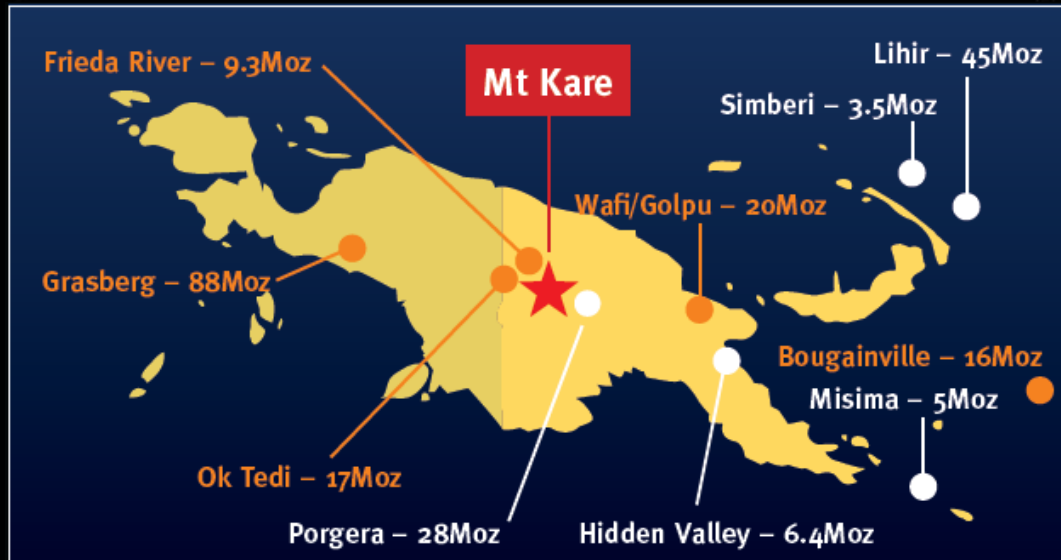 Lihir – 45Moz
Frieda River – 9.3Moz
Mt Kare
Simberi – 3.5Moz
Wafi/Golpu – 20Moz
Grasberg – 88Moz
Bougainville – 16Moz
Misima – 5Moz
Ok Tedi – 17Moz
Porgera – 28Moz
Hidden Valley – 6.4Moz